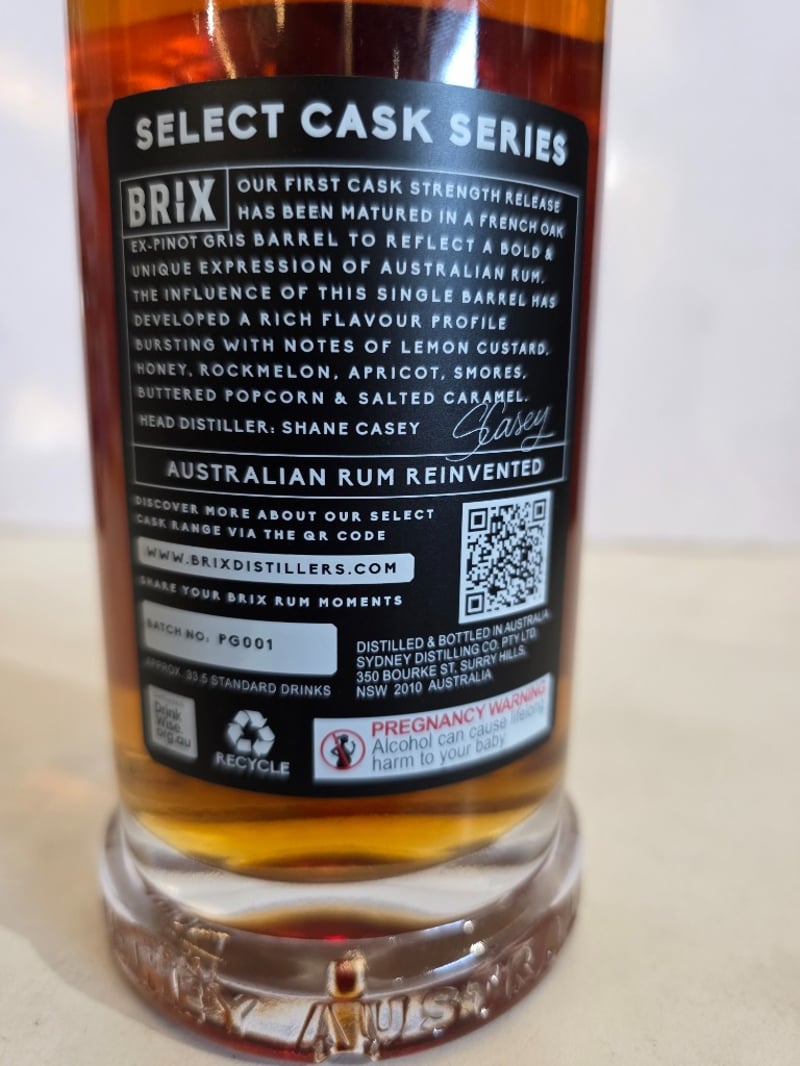 SELECT CASK SERIES
BRIX
OUR FIRST CASK STRENGTH RELEASE
HAS BEEN MATURED IN A FRENCH OAK
EX-PINOT GRIS BARREL TO REFLECT A BOLD &
UNIQUE EXPRESSION OF AUSTRALIAN RUM.
THE INFLUENCE OF THIS SINGLE BARREL HAS
DEVELOPED A RICH FLAVOUR PROFILE
BURSTING WITH NOTES OF LEMON CUSTARD,
HONEY, ROCKMELON, APRICOT, SMORES,
BUTTERED POPCORN & SALTED CARAMEL.
HEAD DISTILLER: SHANE CASEY
SCasey
AUSTRALIAN RUM REINVENTED
DISCOVER MORE ABOUT OUR SELECT
CASK RANGE VIA THE QR CODE
WWW.BRIXDISTILLERS.COM
SHARE YOUR BRIX RUM MOMENTS
BATCH NO: PG001
APPROX. 33.5 STANDARD DRINKS
DISTILLED & BOTTLED IN AUSTRALIA.
SYDNEY DISTILLING CO. PTY LTD.
350 BOURKE ST, SURRY HILLS,
NSW 2010 AUSTRALIA
Drink
Wise.
org.au
RECYCLE
PREGNANCY WARNING
Alcohol can cause lifelong
harm to your baby